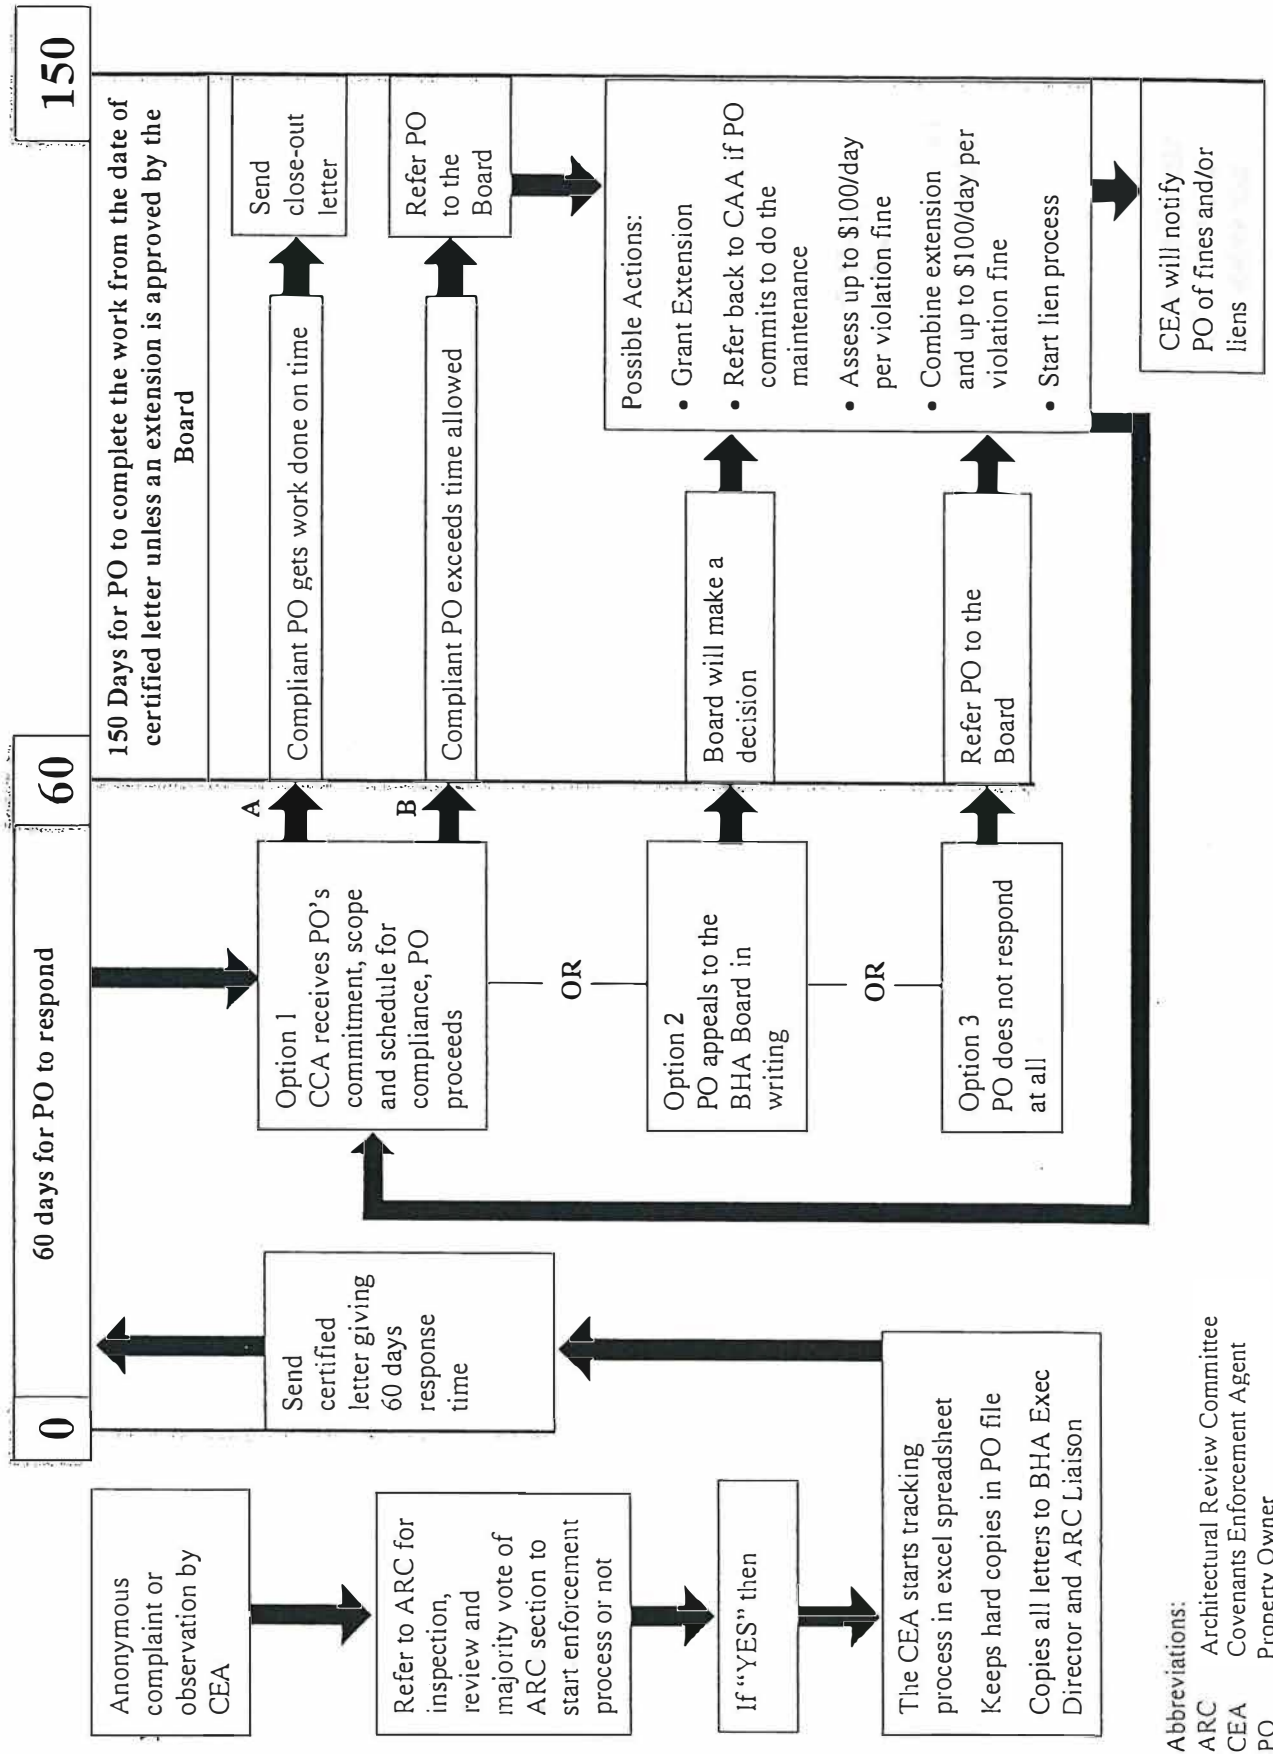 0
60 days for PO to respond
60
150
150 Days for PO to complete the work from the date of
certified letter unless an extension is approved by the
Board
Anonymous
complaint or
observation by
CEA
Refer to ARC for
inspection,
review and
majority vote of
ARC section to
start enforcement
process or not
If “YES” then
The CEA starts tracking
process in excel spreadsheet
Keeps hard copies in PO file
Copies all letters to BHA Exec
Director and ARC Liaison
Send
certified
letter giving
60 days
response
time
Option 1
CCA receives PO’s
commitment, scope
and schedule for
compliance, PO
proceeds
OR
Option 2
PO appeals to the
BHA Board in
writing
OR
Option 3
PO does not respond
at all
A
Compliant PO gets work done on time
Send
close-out
letter
B
Compliant PO exceeds time allowed
Refer PO
to the
Board
Board will make a
decision
Refer PO to the
Board
Possible Actions:
• Grant Extension
• Refer back to CAA if PO
commits to do the
maintenance
• Assess up to $100/day
per violation fine
• Combine extension
and up to $100/day per
violation fine
• Start lien process
CEA will notify
PO of fines and/or
liens
Abbreviations:
ARC Architectural Review Committee
CEA Covenants Enforcement Agent
PO Property Owner